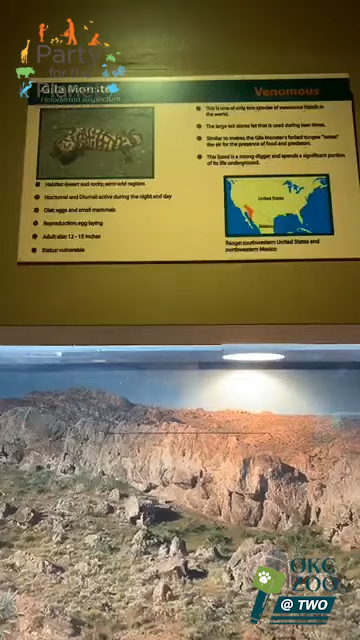 Party
for the
Planet
Gila Monster
Heloderma suspectum
Venomous
This is one of only two species of venomous lizards in
the world.
The large tail stores fat that is used during lean times.
Similar to snakes, the Gila Monster's forked tongue "tastes"
the air for the presence of food and predators.
This lizard is a strong digger and spends a significant portion
of its life underground.
Habitat: desert and rocky, semi-arid regions
Nocturnal and Diurnal: active during the night and day
Diet: eggs and small mammals
Reproduction: egg laying
Adult size: 12 - 15 inches
Status: vulnerable
United States
Mexico
Range: southwestern United States and
northwestern Mexico
OKC
ZOO
@ TWO